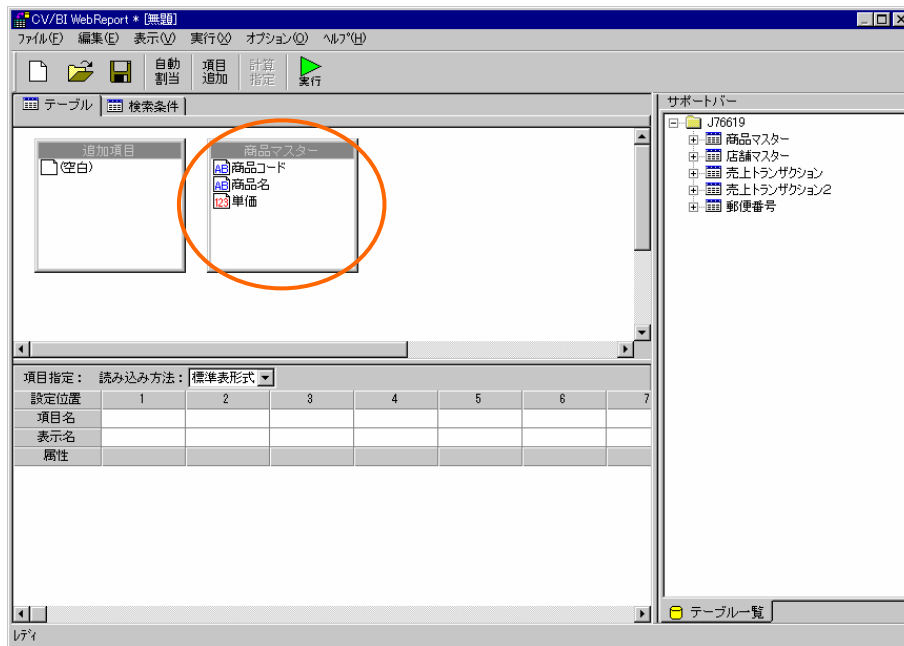 CV/BI WebReport * [無題]
ファイル(F) 編集(E) 表示(V) 実行(X) オプション(O) ヘルプ(H)
自動割当 項目追加 計算指定 実行
テーブル 検索条件
追加項目
(空白)
商品マスター
商品コード
商品名
単価
項目指定： 読み込み方法： 標準表形式
設定位置 1 2 3 4 5 6 7
項目名
表示名
属性
サポートバー
J76619
商品マスター
店舗マスター
売上トランザクション
売上トランザクション2
郵便番号
テーブル一覧
レディ